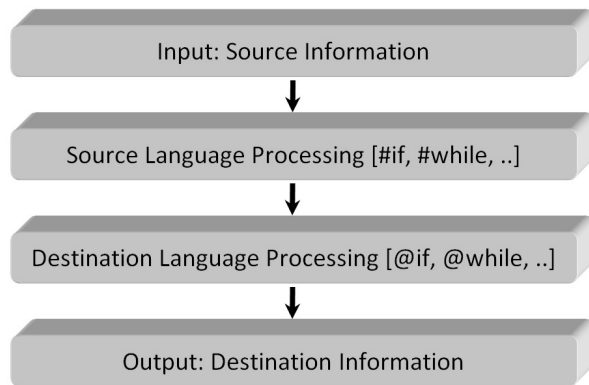 Input: Source Information
Source Language Processing [#if, #while, ..]
Destination Language Processing [@if, @while, ..]
Output: Destination Information